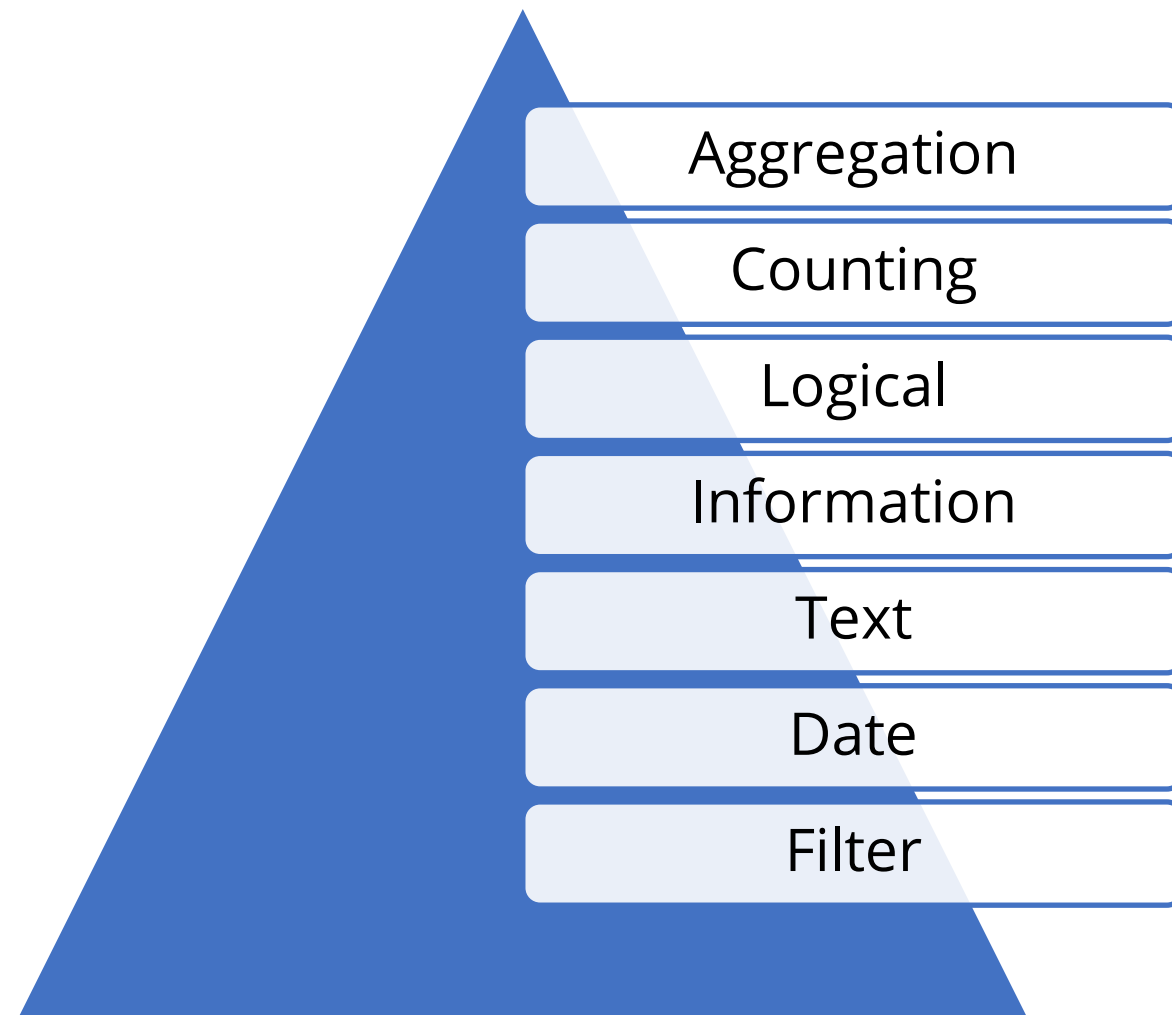 Aggregation
Counting
Logical
Information
Text
Date
Filter